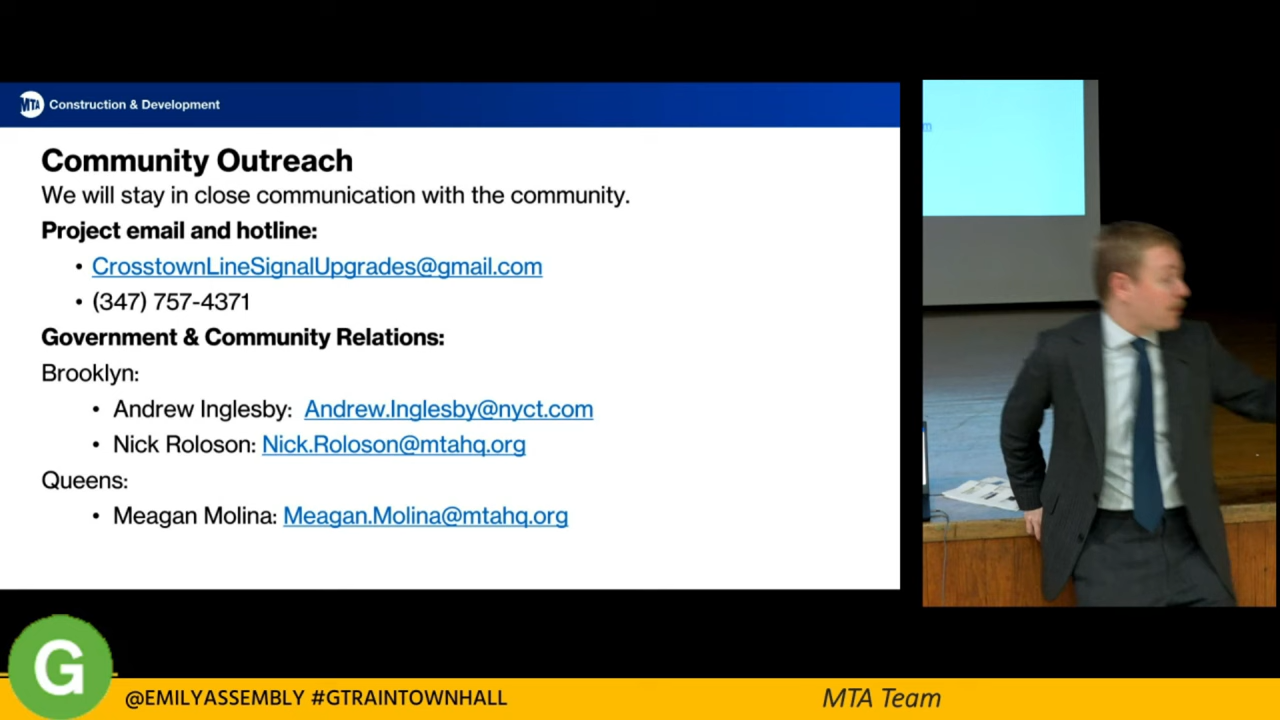 MTA Construction & Development
Community Outreach
We will stay in close communication with the community.
Project email and hotline:
• CrosstownLineSignalUpgrades@gmail.com
• (347) 757-4371
Government & Community Relations:
Brooklyn:
• Andrew Inglesby: Andrew.Inglesby@nyct.com
• Nick Roloson: Nick.Roloson@mtahq.org
Queens:
• Meagan Molina: Meagan.Molina@mtahq.org
G
@EMILYASSEMBLY #GTRAINTOWNHALL
MTA Team